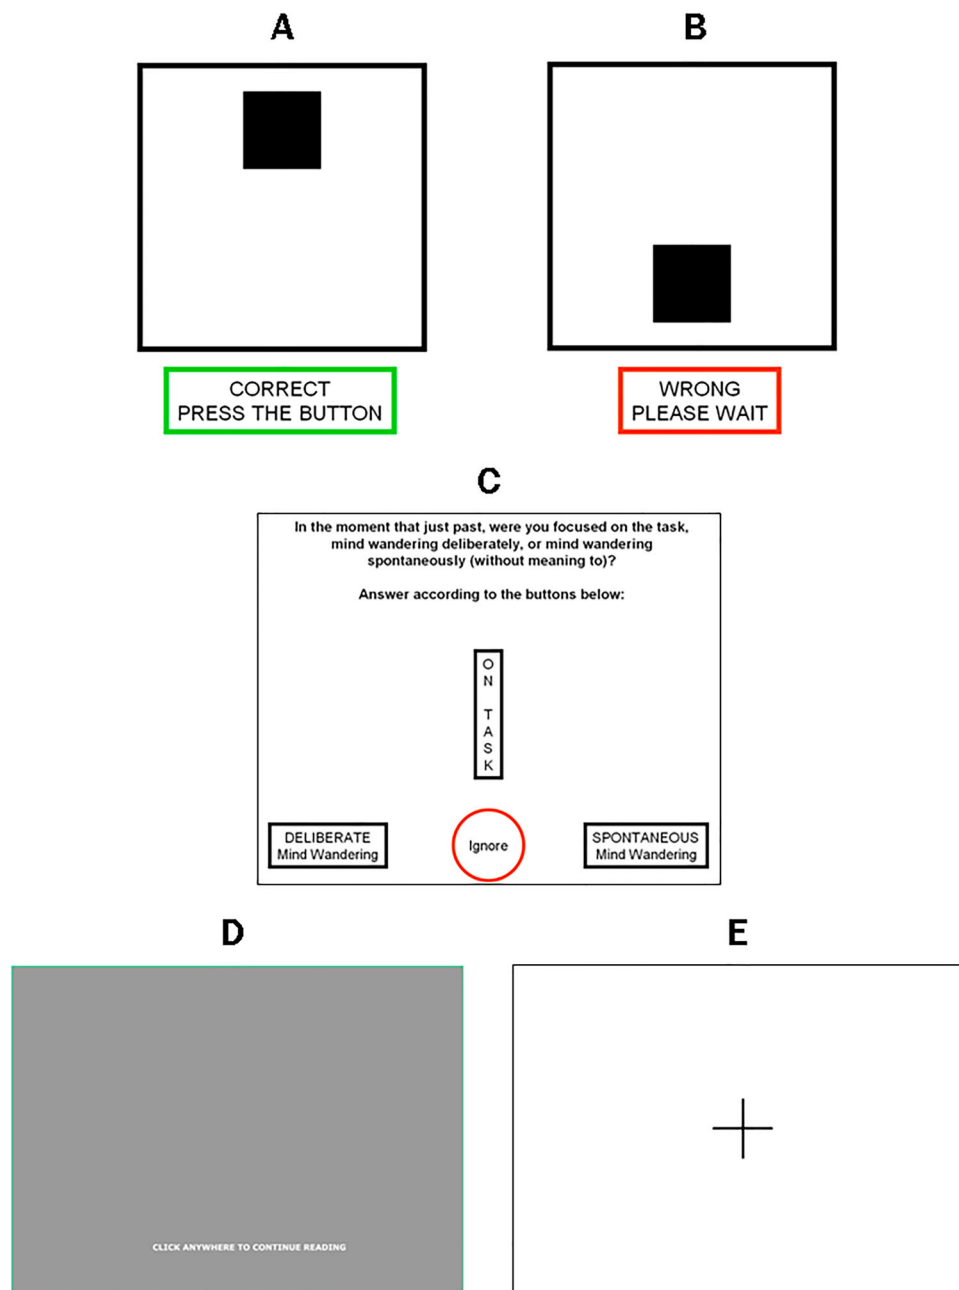 A
B
CORRECT
PRESS THE BUTTON
WRONG
PLEASE WAIT
C
In the moment that just past, were you focused on the task,
mind wandering deliberately, or mind wandering
spontaneously (without meaning to)?
Answer according to the buttons below:
O
N
T
A
S
K
DELIBERATE
Mind Wandering
Ignore
SPONTANEOUS
Mind Wandering
D
E
CLICK ANYWHERE TO CONTINUE READING